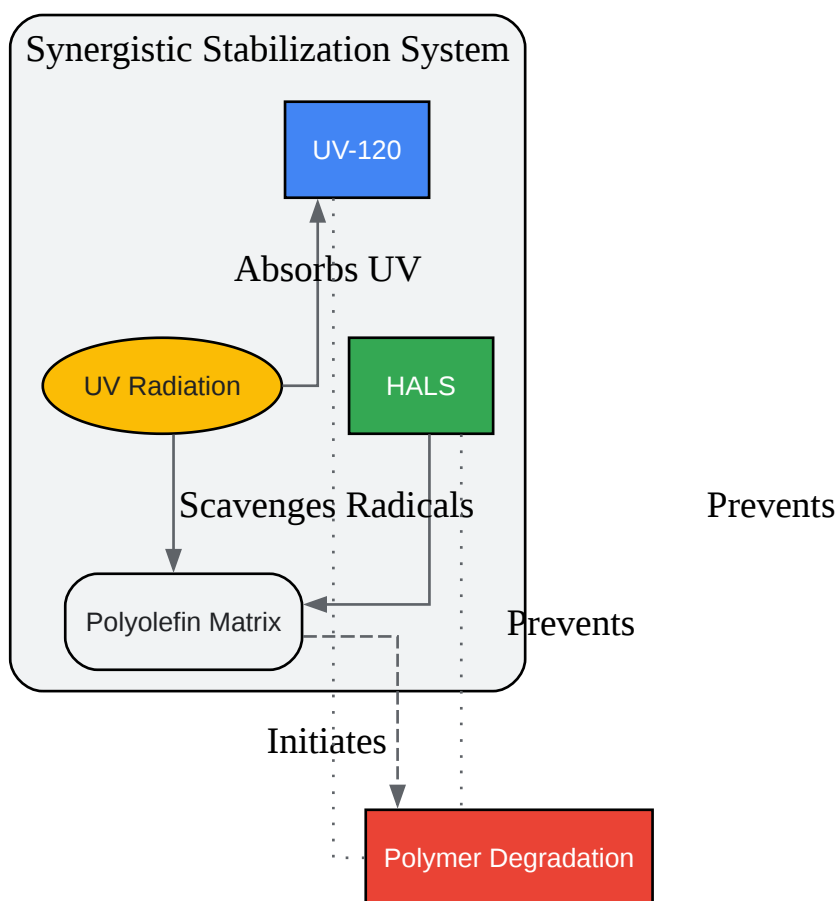 Synergistic Stabilization System
UV-120
Absorbs UV
UV Radiation
HALS
Scavenges Radicals
Prevents
Polyolefin Matrix
Prevents
Initiates
Polymer Degradation